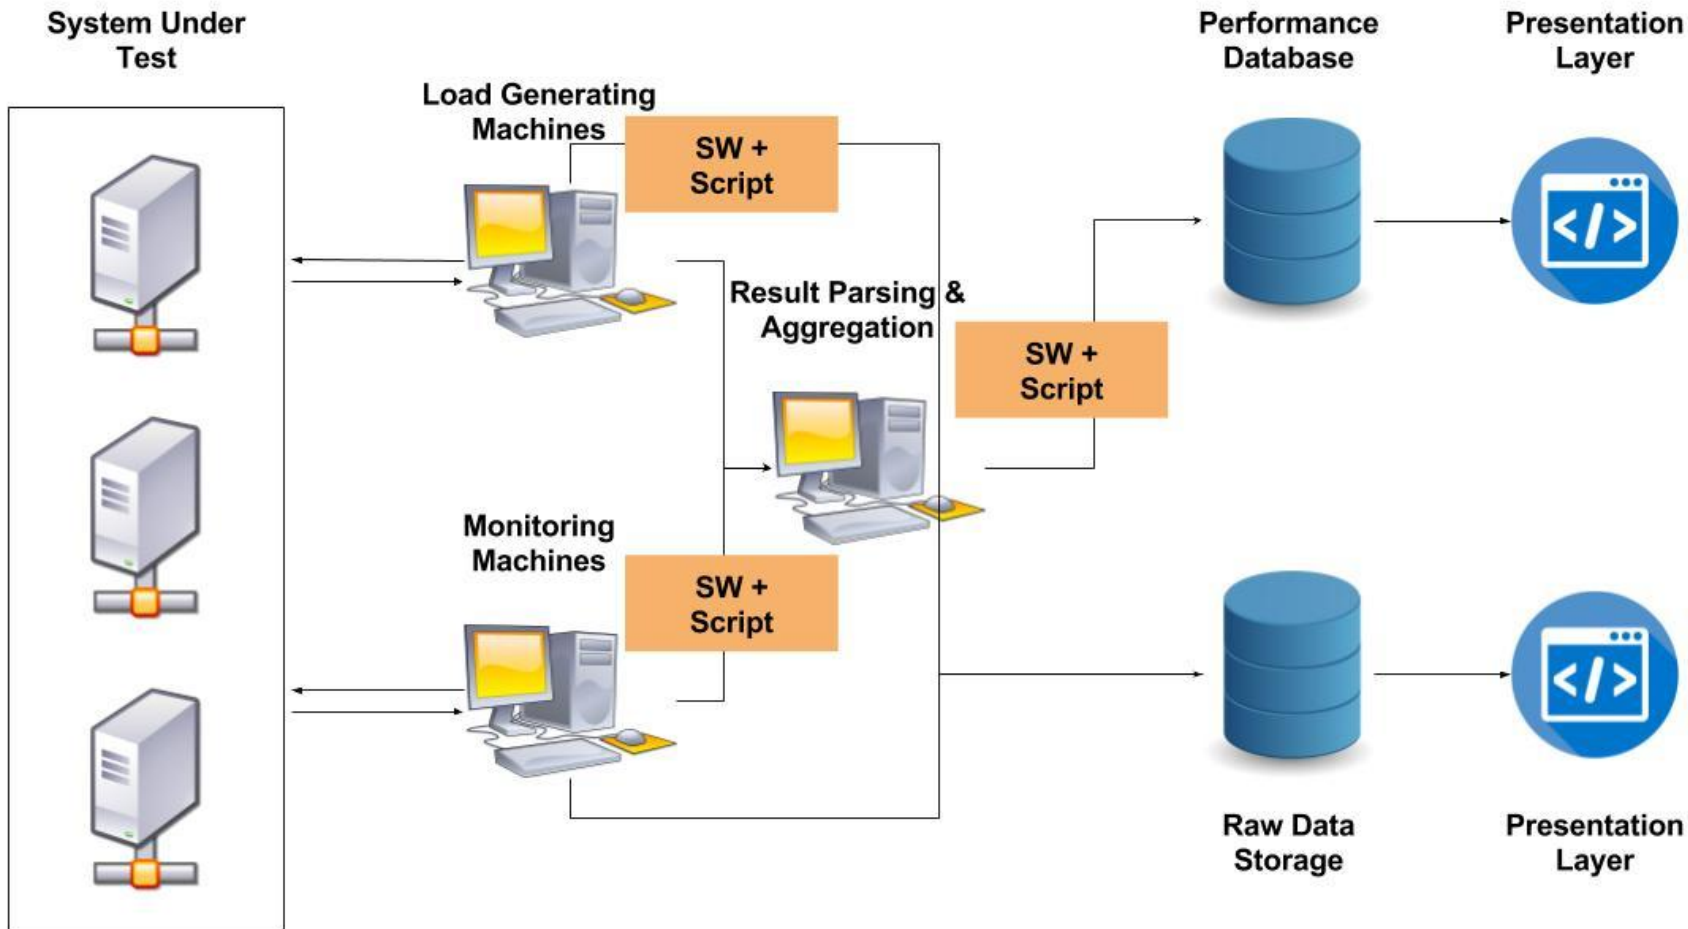 System Under
Test
Performance
Database
Presentation
Layer
Load Generating
Machines
SW +
Script
Result Parsing &
Aggregation
SW +
Script
Monitoring
Machines
SW +
Script
Raw Data
Storage
Presentation
Layer